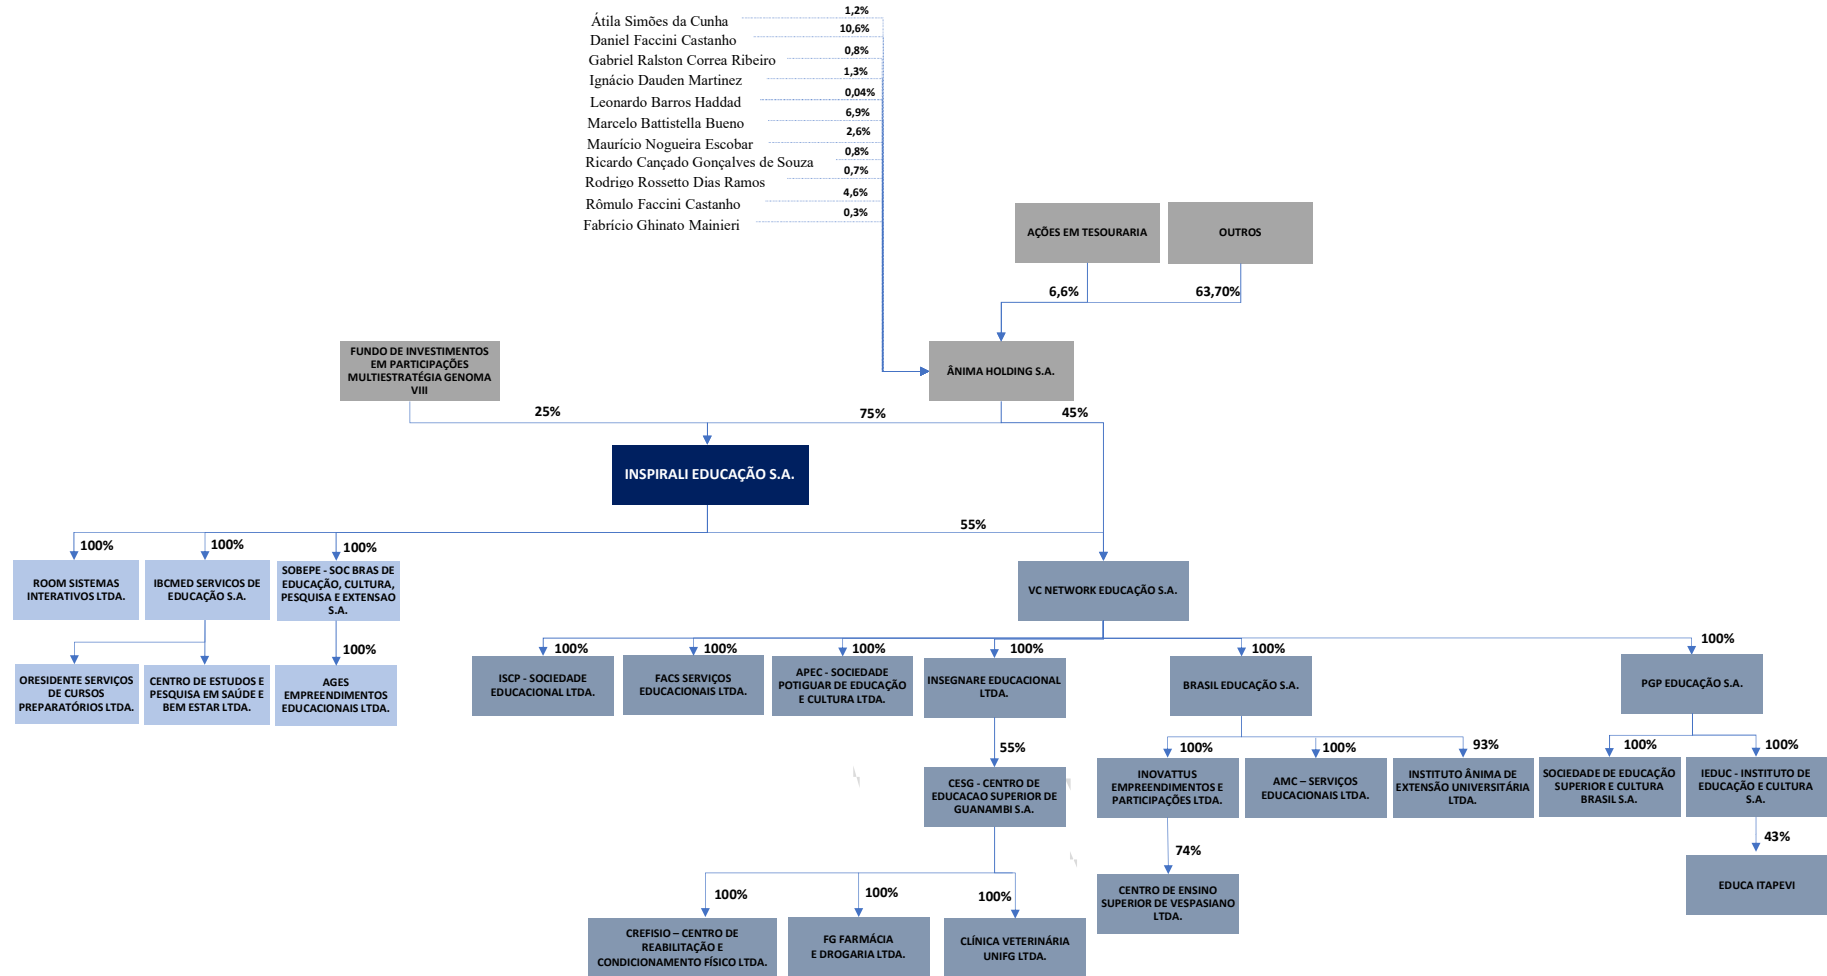 Átila Simões da Cunha
1,2%
Daniel Faccini Castanho
10,6%
Gabriel Ralston Correa Ribeiro
0,8%
Ignácio Dauden Martinez
1,3%
Leonardo Barros Haddad
0,04%
Marcelo Battistella Bueno
6,9%
Maurício Nogueira Escobar
2,6%
Ricardo Cançado Gonçalves de Souza
0,8%
Rodrigo Rossetto Dias Ramos
0,7%
Rômulo Faccini Castanho
4,6%
Fabrício Ghinato Mainieri
0,3%
AÇÕES EM TESOURARIA
OUTROS
6,6%
63,70%
FUNDO DE INVESTIMENTOS
EM PARTICIPAÇÕES
MULTIESTRATÉGIA GENOMA
VIII
ÂNIMA HOLDING S.A.
25%
75%
45%
INSPIRALI EDUCAÇÃO S.A.
55%
100%
100%
100%
ROOM SISTEMAS
INTERATIVOS LTDA.
IBCMED SERVICOS DE
EDUCAÇÃO S.A.
SOBEPE - SOC BRAS DE
EDUCAÇÃO, CULTURA,
PESQUISA E EXTENSAO
S.A.
VC NETWORK EDUCAÇÃO S.A.
100%
100%
100%
100%
100%
100%
100%
ORESIDENTE SERVIÇOS
DE CURSOS
PREPARATÓRIOS LTDA.
CENTRO DE ESTUDOS E
PESQUISA EM SAÚDE E
BEM ESTAR LTDA.
AGES
EMPREENDIMENTOS
EDUCACIONAIS LTDA.
ISCP - SOCIEDADE
EDUCACIONAL LTDA.
FACS SERVIÇOS
EDUCACIONAIS LTDA.
APEC - SOCIEDADE
POTIGUAR DE EDUCAÇÃO
E CULTURA LTDA.
INSEGNARE EDUCACIONAL
LTDA.
BRASIL EDUCAÇÃO S.A.
PGP EDUCAÇÃO S.A.
55%
100%
100%
93%
100%
100%
CESG - CENTRO DE
EDUCACAO SUPERIOR DE
GUANAMBI S.A.
INOVATTUS
EMPREENDIMENTOS E
PARTICIPAÇÕES LTDA.
AMC – SERVIÇOS
EDUCACIONAIS LTDA.
INSTITUTO ÂNIMA DE
EXTENSÃO UNIVERSITÁRIA
LTDA.
SOCIEDADE DE EDUCAÇÃO
SUPERIOR E CULTURA
BRASIL S.A.
IEDUC - INSTITUTO DE
EDUCAÇÃO E CULTURA
S.A.
74%
43%
CENTRO DE ENSINO
SUPERIOR DE VESPASIANO
LTDA.
EDUCA ITAPEVI
100%
100%
100%
CREFISIO – CENTRO DE
REABILITAÇÃO E
CONDICIONAMENTO FÍSICO LTDA.
FG FARMÁCIA
E DROGARIA LTDA.
CLÍNICA VETERINÁRIA
UNIFG LTDA.